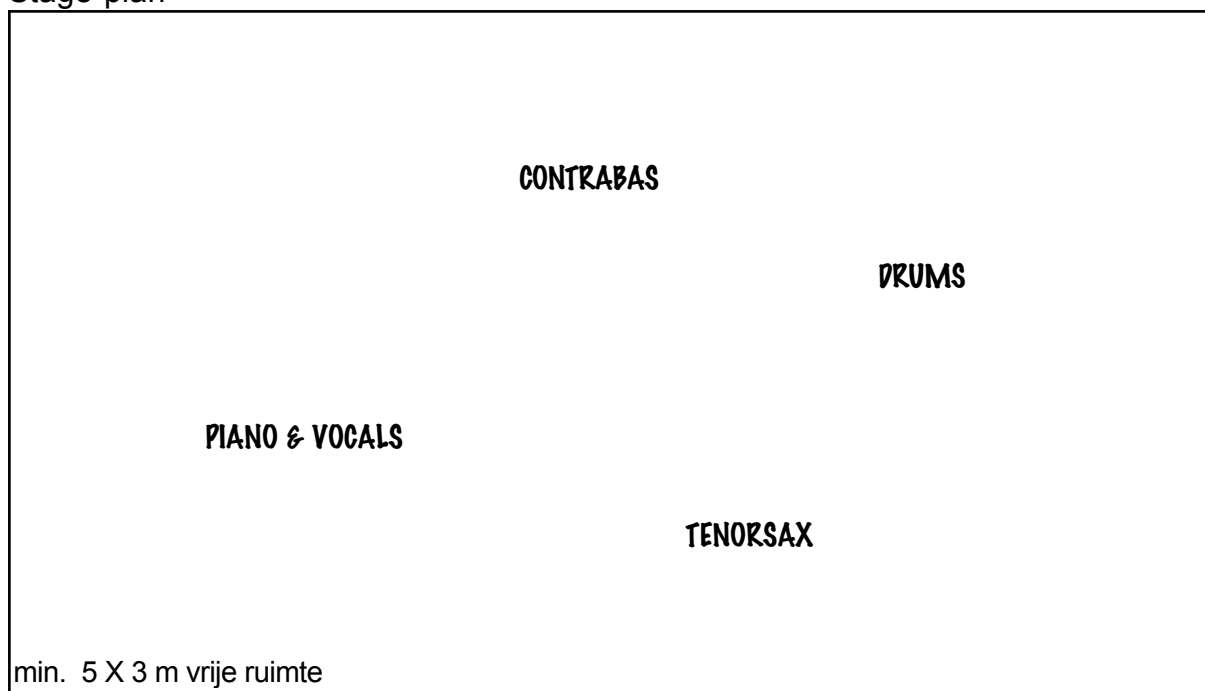 Stage-plan
CONTRABAS
DRUMS
PIANO & VOCALS
TENORSAX
min. 5 X 3 m vrije ruimte